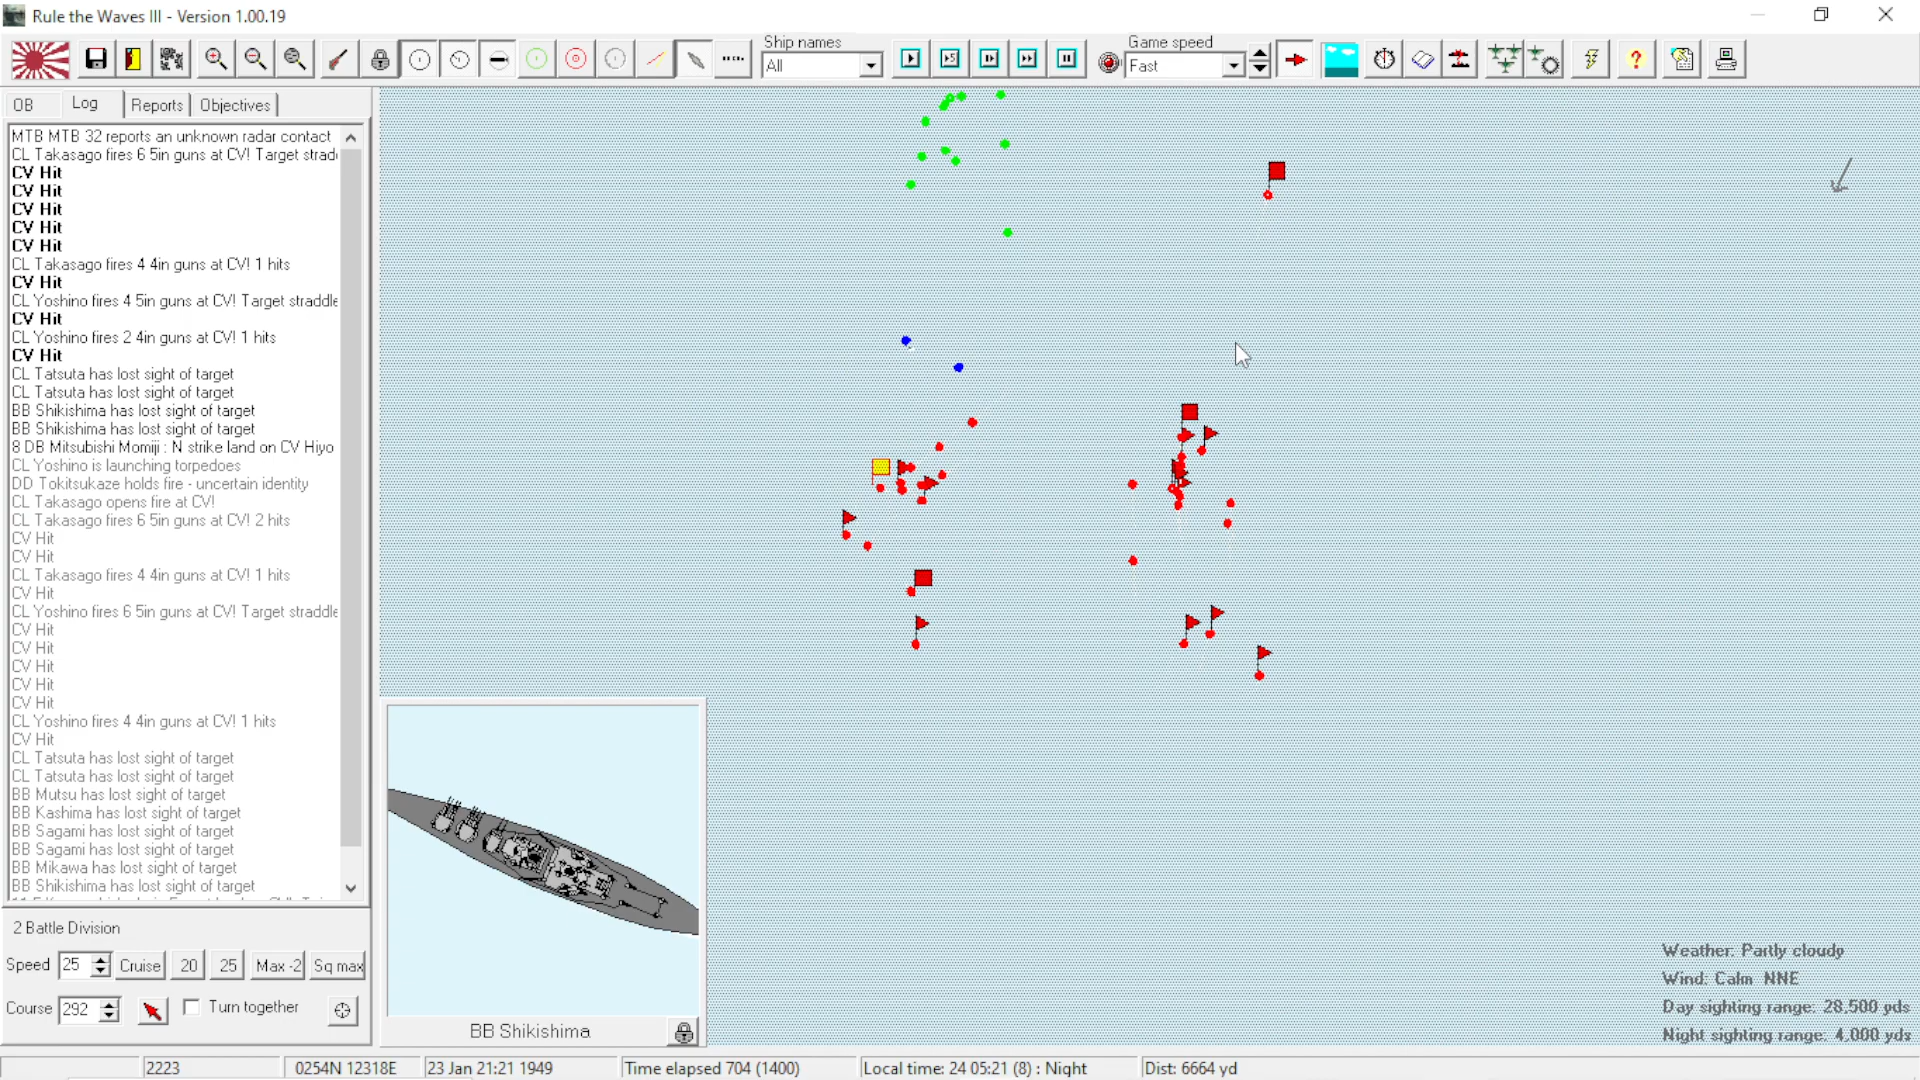 Rule the Waves III - Version 1.00.19
Ship names
All
Game speed
Fast
OB
Log
Reports
Objectives
MTB MTB 32 reports an unknown radar contact
CL Takasago fires 6 5in guns at CV! Target stradd
CV Hit
CV Hit
CV Hit
CV Hit
CV Hit
CL Takasago fires 4 4in guns at CV! 1 hits
CV Hit
CL Yoshino fires 4 5in guns at CV! Target straddle
CV Hit
CL Yoshino fires 2 4in guns at CV! 1 hits
CV Hit
CL Tatsuta has lost sight of target
CL Tatsuta has lost sight of target
BB Shikishima has lost sight of target
BB Shikishima has lost sight of target
8 DB Mitsubishi Momiji : N strike land on CV Hiyo
CL Yoshino is launching torpedoes
DD Tokitsukaze holds fire - uncertain identity
CL Takasago opens fire at CV!
CL Takasago fires 6 5in guns at CV! 2 hits
CV Hit
CV Hit
CL Takasago fires 4 4in guns at CV! 1 hits
CV Hit
CL Yoshino fires 6 5in guns at CV! Target straddle
CV Hit
CV Hit
CV Hit
CV Hit
CV Hit
CL Yoshino fires 4 4in guns at CV! 1 hits
CV Hit
CL Tatsuta has lost sight of target
CL Tatsuta has lost sight of target
BB Mutsu has lost sight of target
BB Kashima has lost sight of target
BB Sagami has lost sight of target
BB Sagami has lost sight of target
BB Mikawa has lost sight of target
BB Shikishima has lost sight of target
2 Battle Division
Speed 25 Cruise 20 25 Max -2 Sq max
Course 292 Turn together
BB Shikishima
Weather: Partly cloudy
Wind: Calm NNE
Day sighting range: 28,500 yds
Night sighting range: 4,000 yds
2223
0254N 12318E
23 Jan 21:21 1949
Time elapsed 704 (1400)
Local time: 24 05:21 (8) : Night
Dist: 6664 yd